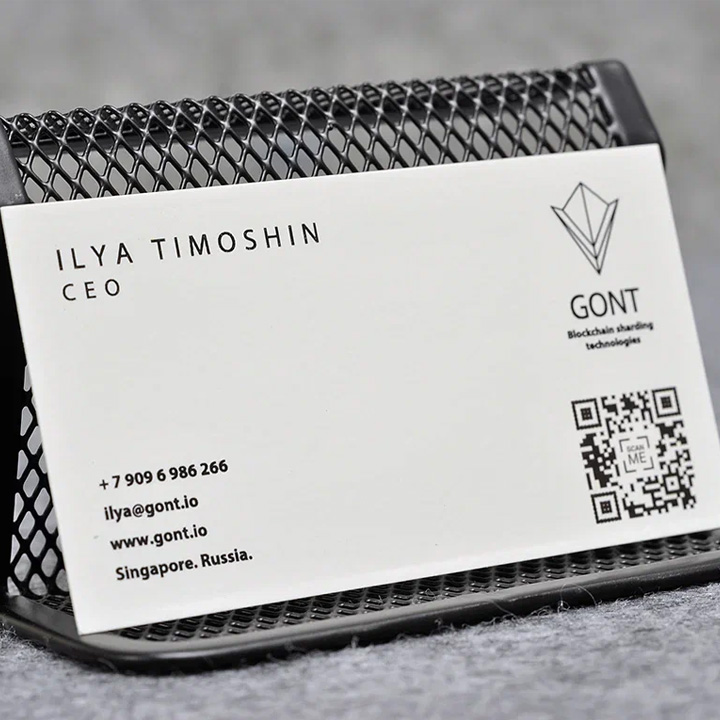 ILYA TIMOSHIN
CEO
GONT
Blockchain sharding
technologies
SCAN
ME
+7 909 6 986 266
ilya@gont.io
www.gont.io
Singapore. Russia.